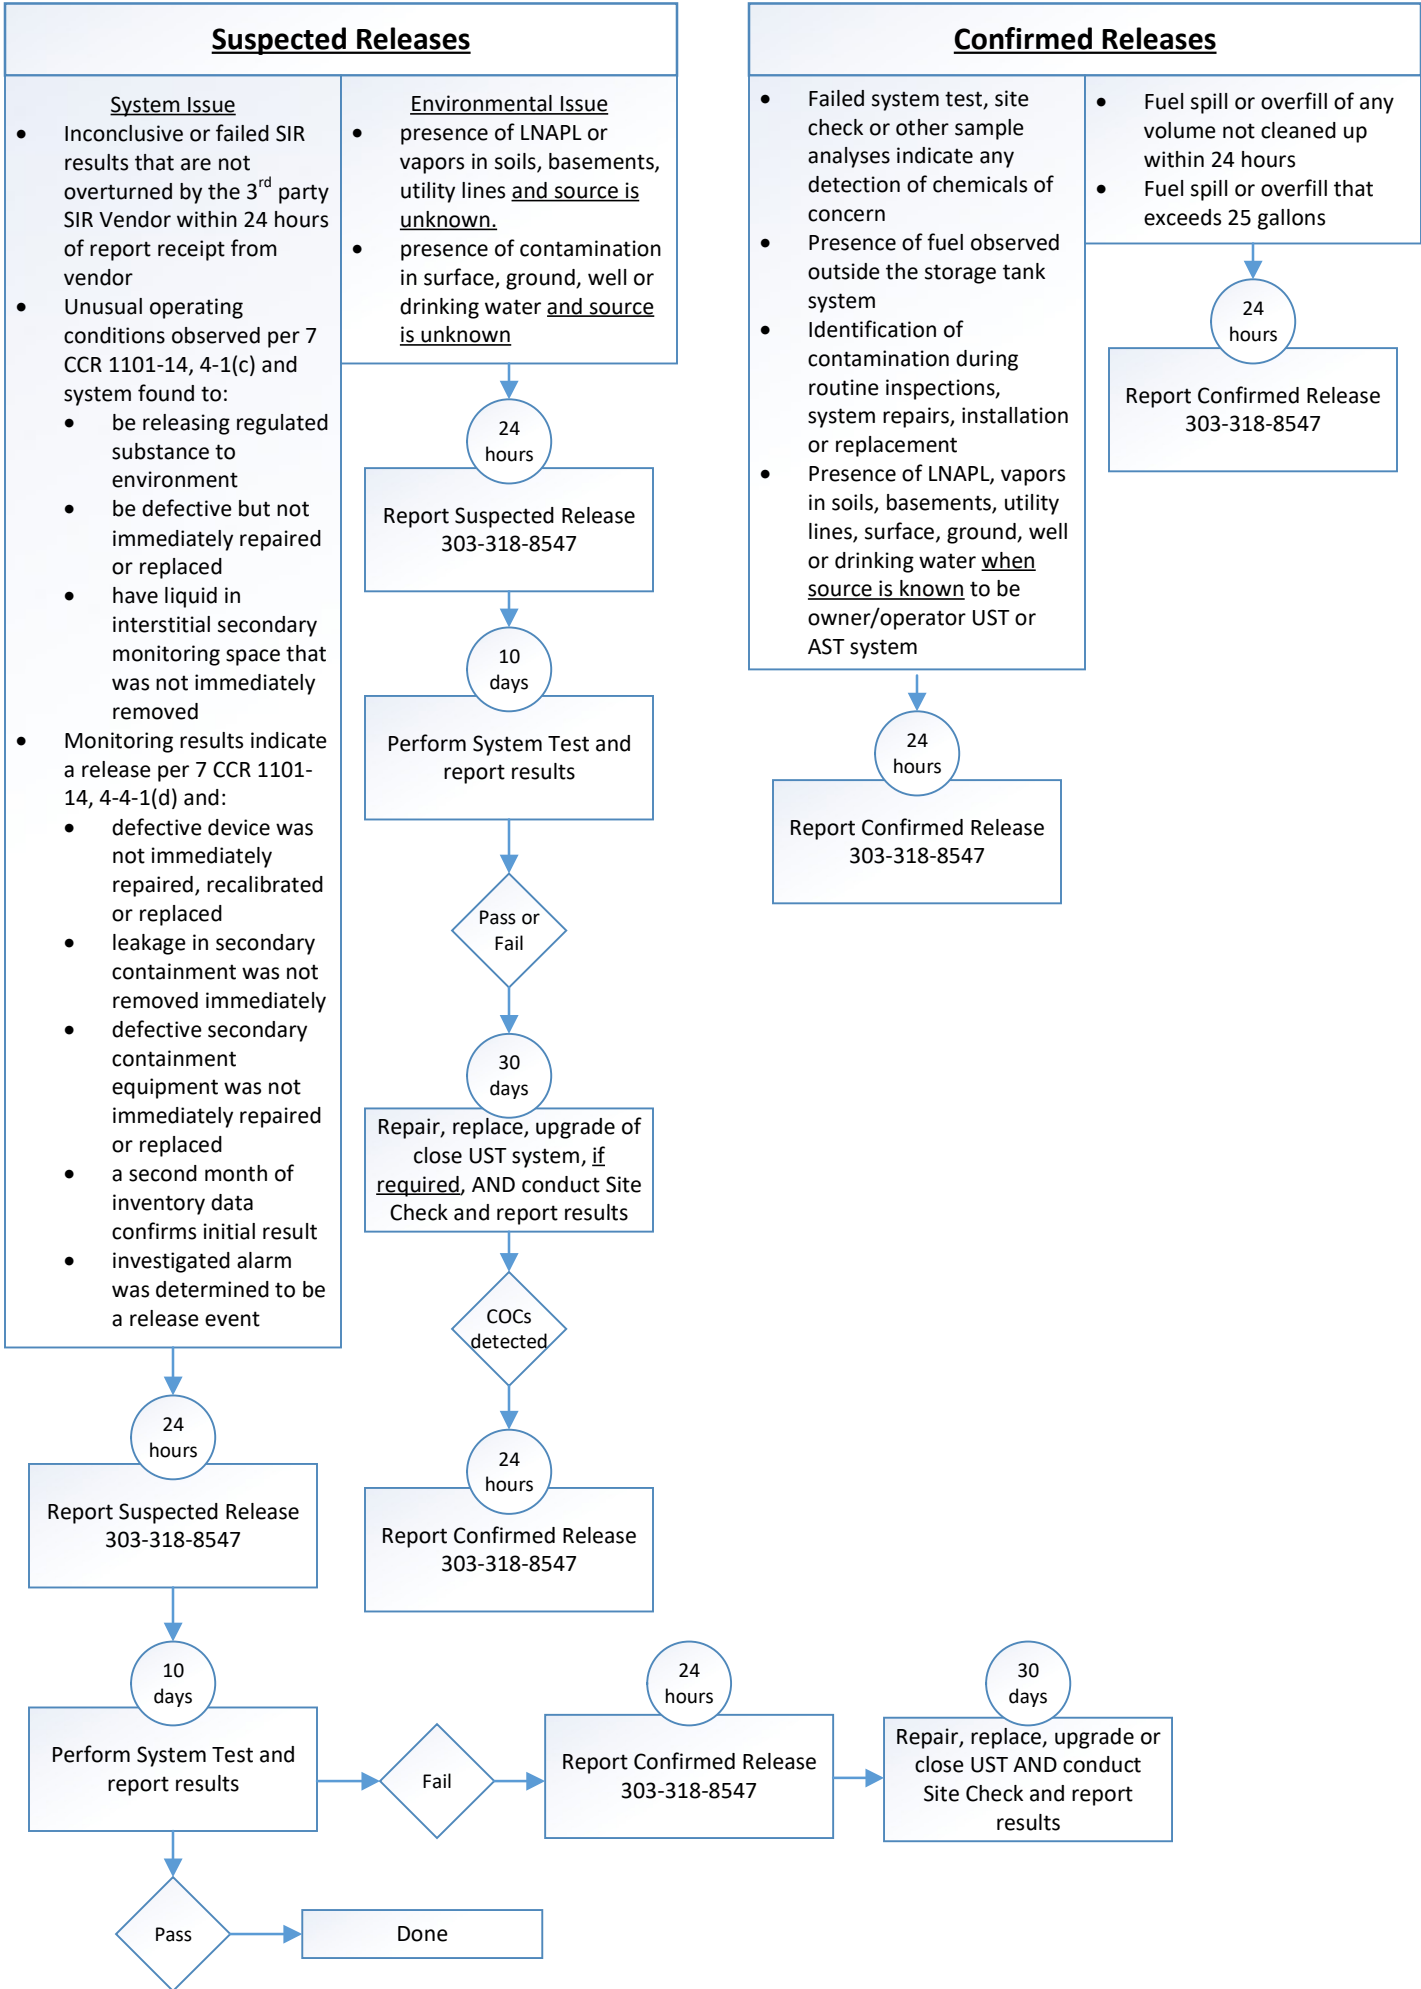 Suspected Releases
System Issue
• Inconclusive or failed SIR
results that are not
overturned by the 3rd party
SIR Vendor within 24 hours
of report receipt from
vendor
• Unusual operating
conditions observed per 7
CCR 1101-14, 4-1(c) and
system found to:
• be releasing regulated
substance to
environment
• be defective but not
immediately repaired
or replaced
• have liquid in
interstitial secondary
monitoring space that
was not immediately
removed
• Monitoring results indicate
a release per 7 CCR 1101-
14, 4-4-1(d) and:
• defective device was
not immediately
repaired, recalibrated
or replaced
• leakage in secondary
containment was not
removed immediately
• defective secondary
containment
equipment was not
immediately repaired
or replaced
• a second month of
inventory data
confirms initial result
• investigated alarm
was determined to be
a release event
Environmental Issue
• presence of LNAPL or
vapors in soils, basements,
utility lines and source is
unknown.
• presence of contamination
in surface, ground, well or
drinking water and source
is unknown
24
hours
Report Suspected Release
303-318-8547
10
days
Perform System Test and
report results
Pass or
Fail
30
days
Repair, replace, upgrade of
close UST system, if
required, AND conduct Site
Check and report results
COCs
detected
24
hours
Report Confirmed Release
303-318-8547
24
hours
Report Suspected Release
303-318-8547
10
days
Perform System Test and
report results
Fail
24
hours
Report Confirmed Release
303-318-8547
30
days
Repair, replace, upgrade or
close UST AND conduct
Site Check and report
results
Pass
Done
Confirmed Releases
• Failed system test, site
check or other sample
analyses indicate any
detection of chemicals of
concern
• Presence of fuel observed
outside the storage tank
system
• Identification of
contamination during
routine inspections,
system repairs, installation
or replacement
• Presence of LNAPL, vapors
in soils, basements, utility
lines, surface, ground, well
or drinking water when
source is known to be
owner/operator UST or
AST system
24
hours
Report Confirmed Release
303-318-8547
• Fuel spill or overfill of any
volume not cleaned up
within 24 hours
• Fuel spill or overfill that
exceeds 25 gallons
24
hours
Report Confirmed Release
303-318-8547